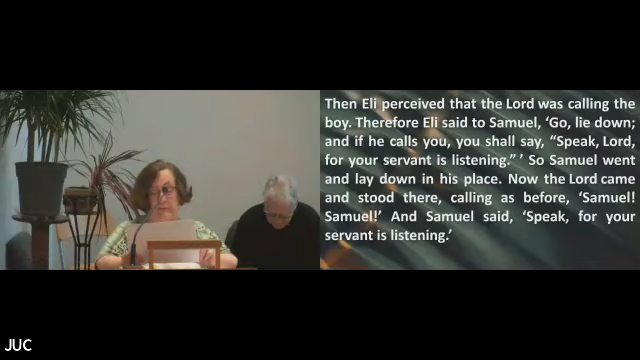 Then Eli perceived that the Lord was calling the
boy. Therefore Eli said to Samuel, ‘Go, lie down;
and if he calls you, you shall say, “Speak, Lord,
for your servant is listening.” ’ So Samuel went
and lay down in his place. Now the Lord came
and stood there, calling as before, ‘Samuel!
Samuel!’ And Samuel said, ‘Speak, for your
servant is listening.’
JUC